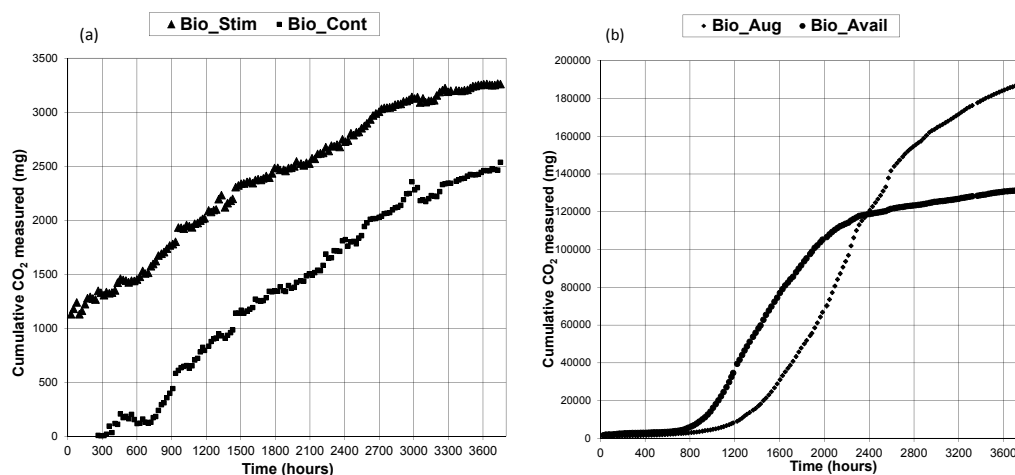 (a)
Bio_Stim Bio_Cont
3500
3000
2500
2000
1500
1000
500
0
Cumulative CO2 measured (mg)
0 300 600 900 1200 1500 1800 2100 2400 2700 3000 3300 3600
Time (hours)
(b)
Bio_Aug Bio_Avail
200000
180000
160000
140000
120000
100000
80000
60000
40000
20000
0
Cumulative CO2 measured (mg)
0 400 800 1200 1600 2000 2400 2800 3200 3600
Time (hours)